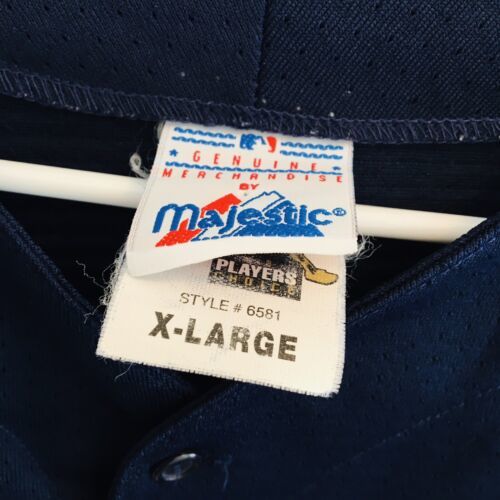 GENUINE
MERCHANDISE
BY
Majestic®
PLAYERS
CHOICE
STYLE # 6581
X-LARGE